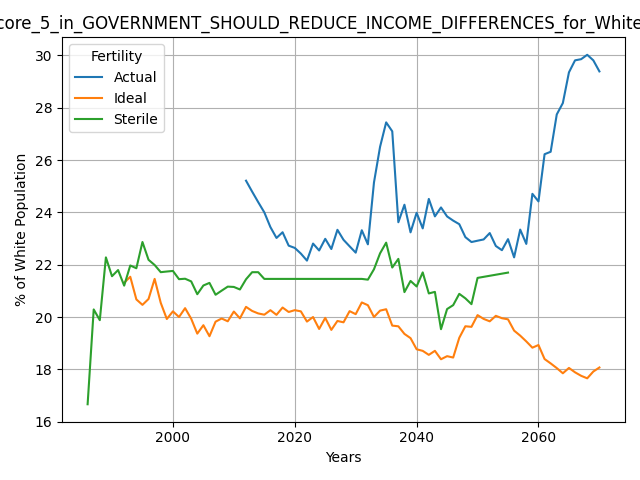 core_5_in_GOVERNMENT_SHOULD_REDUCE_INCOME_DIFFERENCES_for_White
Fertility
Actual
Ideal
Sterile
% of White Population
30
28
26
24
22
20
18
16
2000
2020
2040
2060
Years